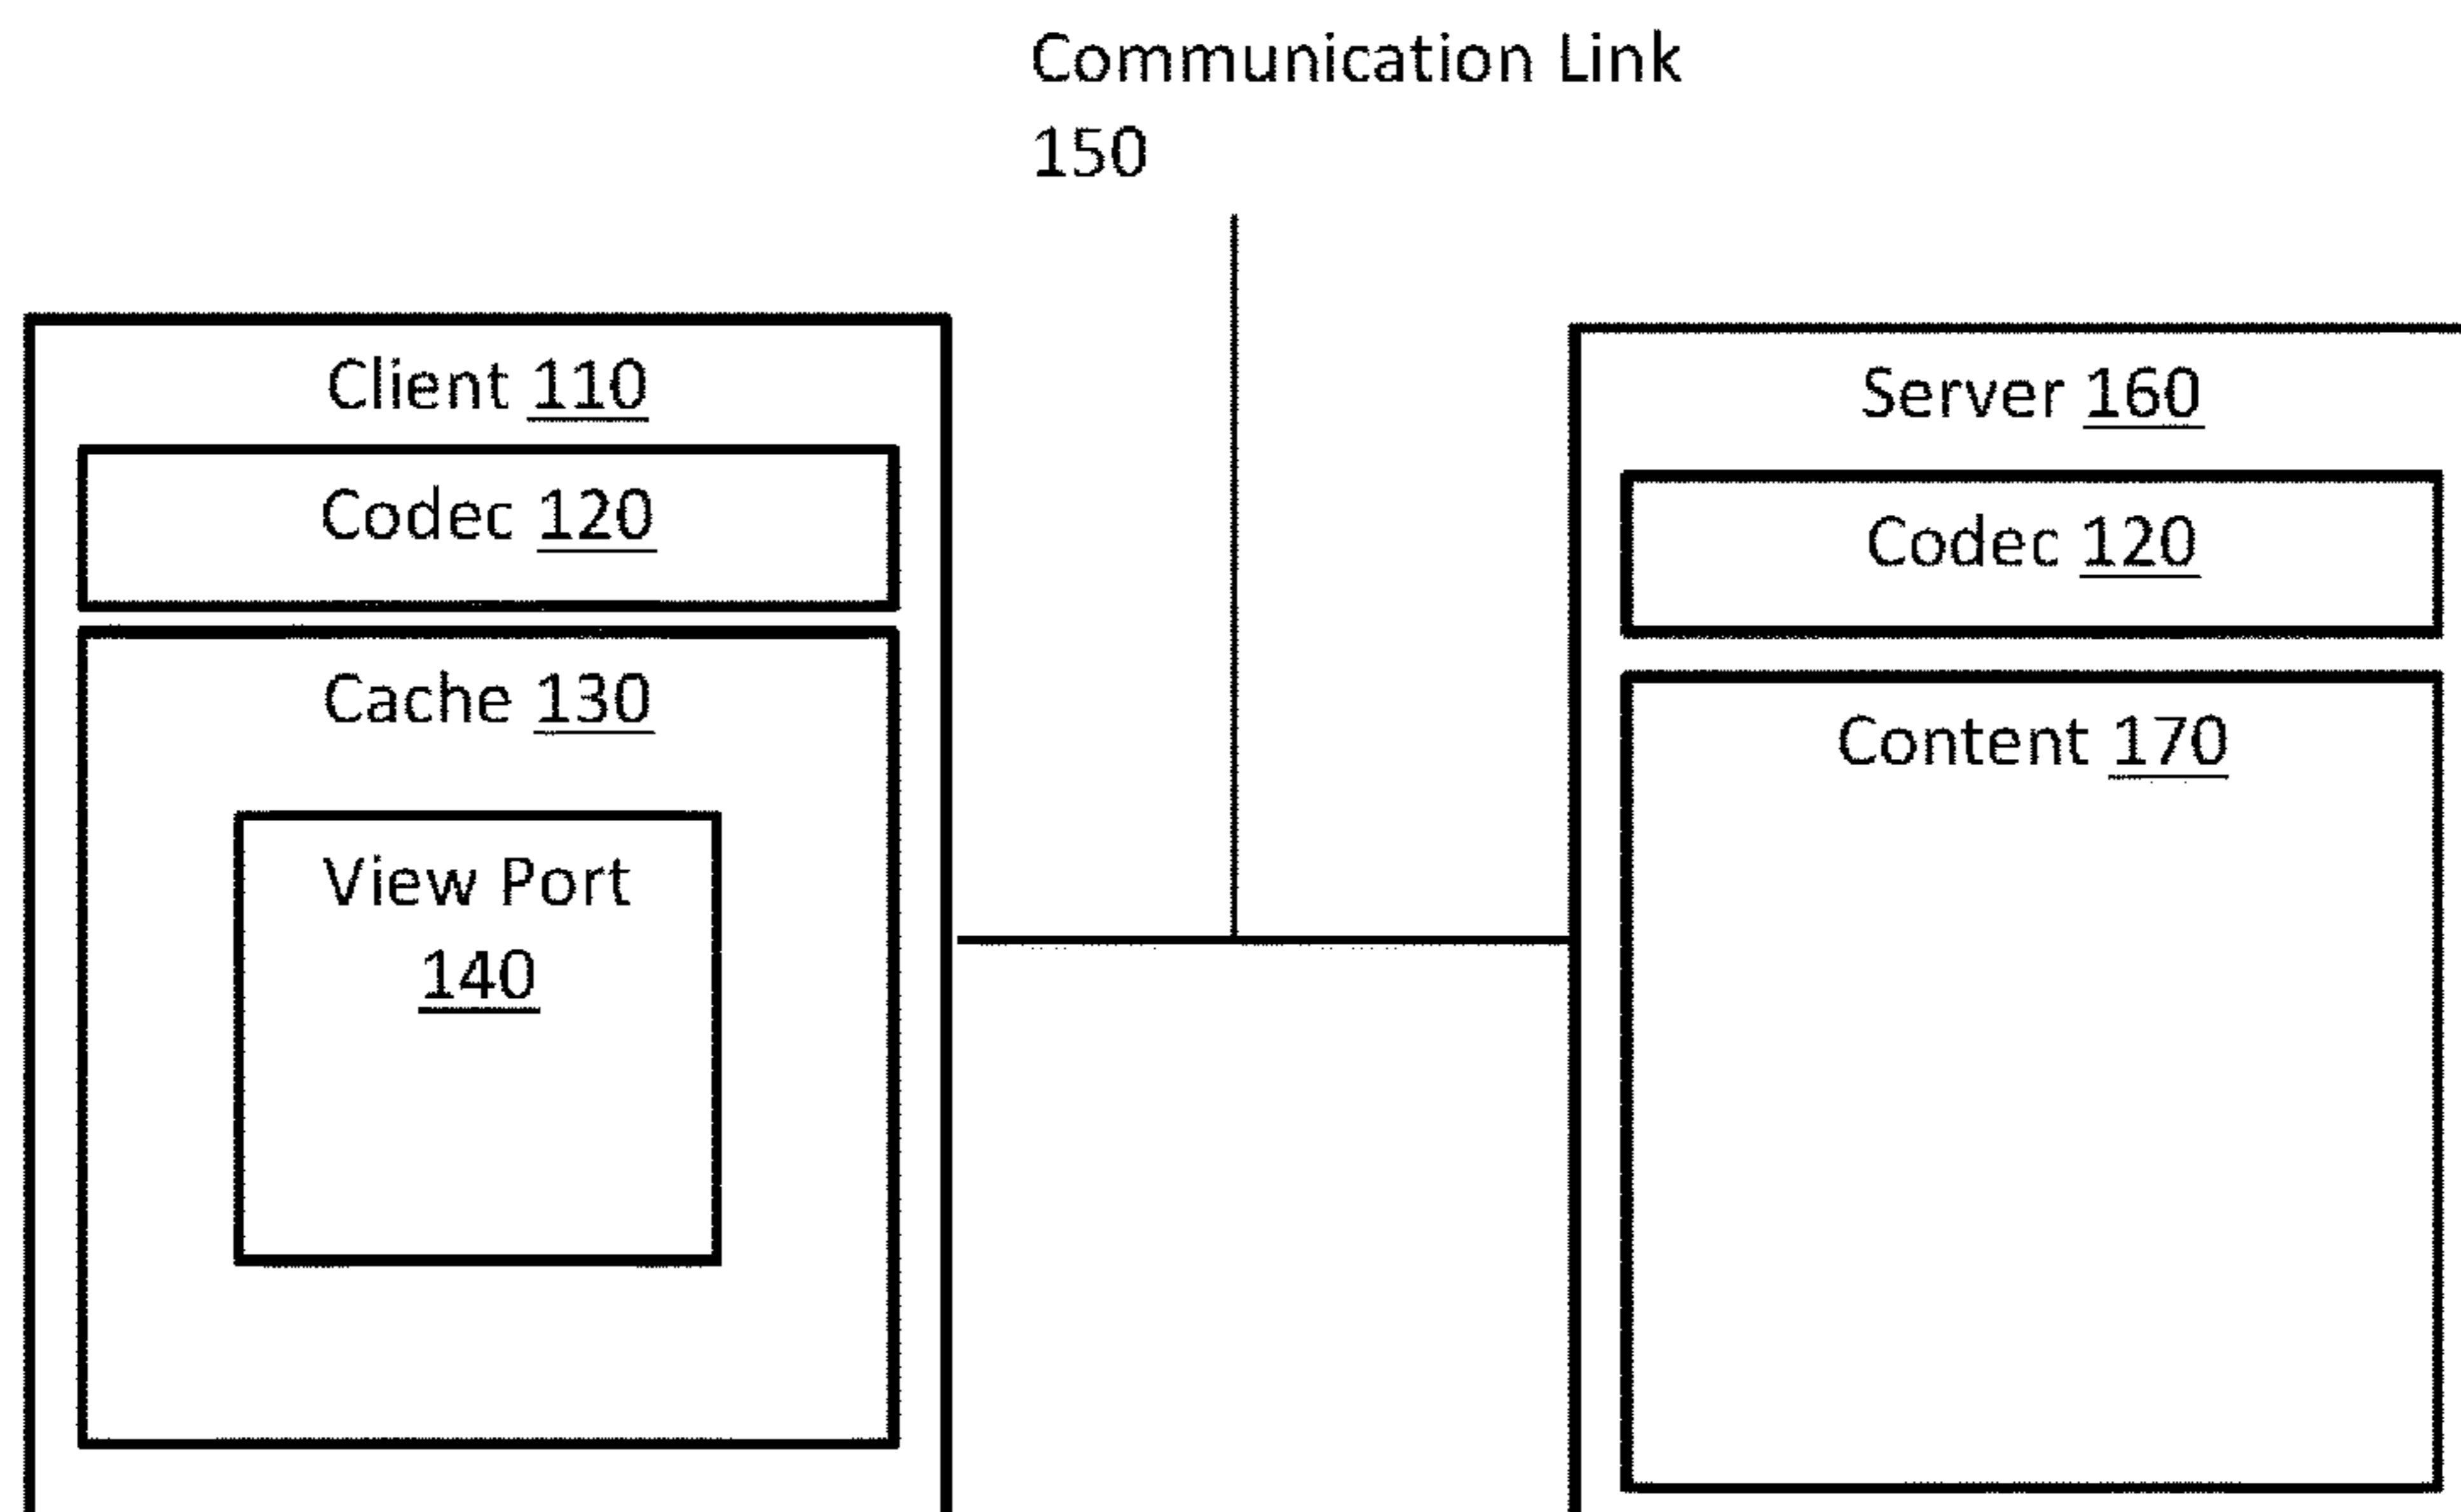 Communication Link
150
Client 110
Codec 120
Cache 130
View Port
140
Server 160
Codec 120
Content 170